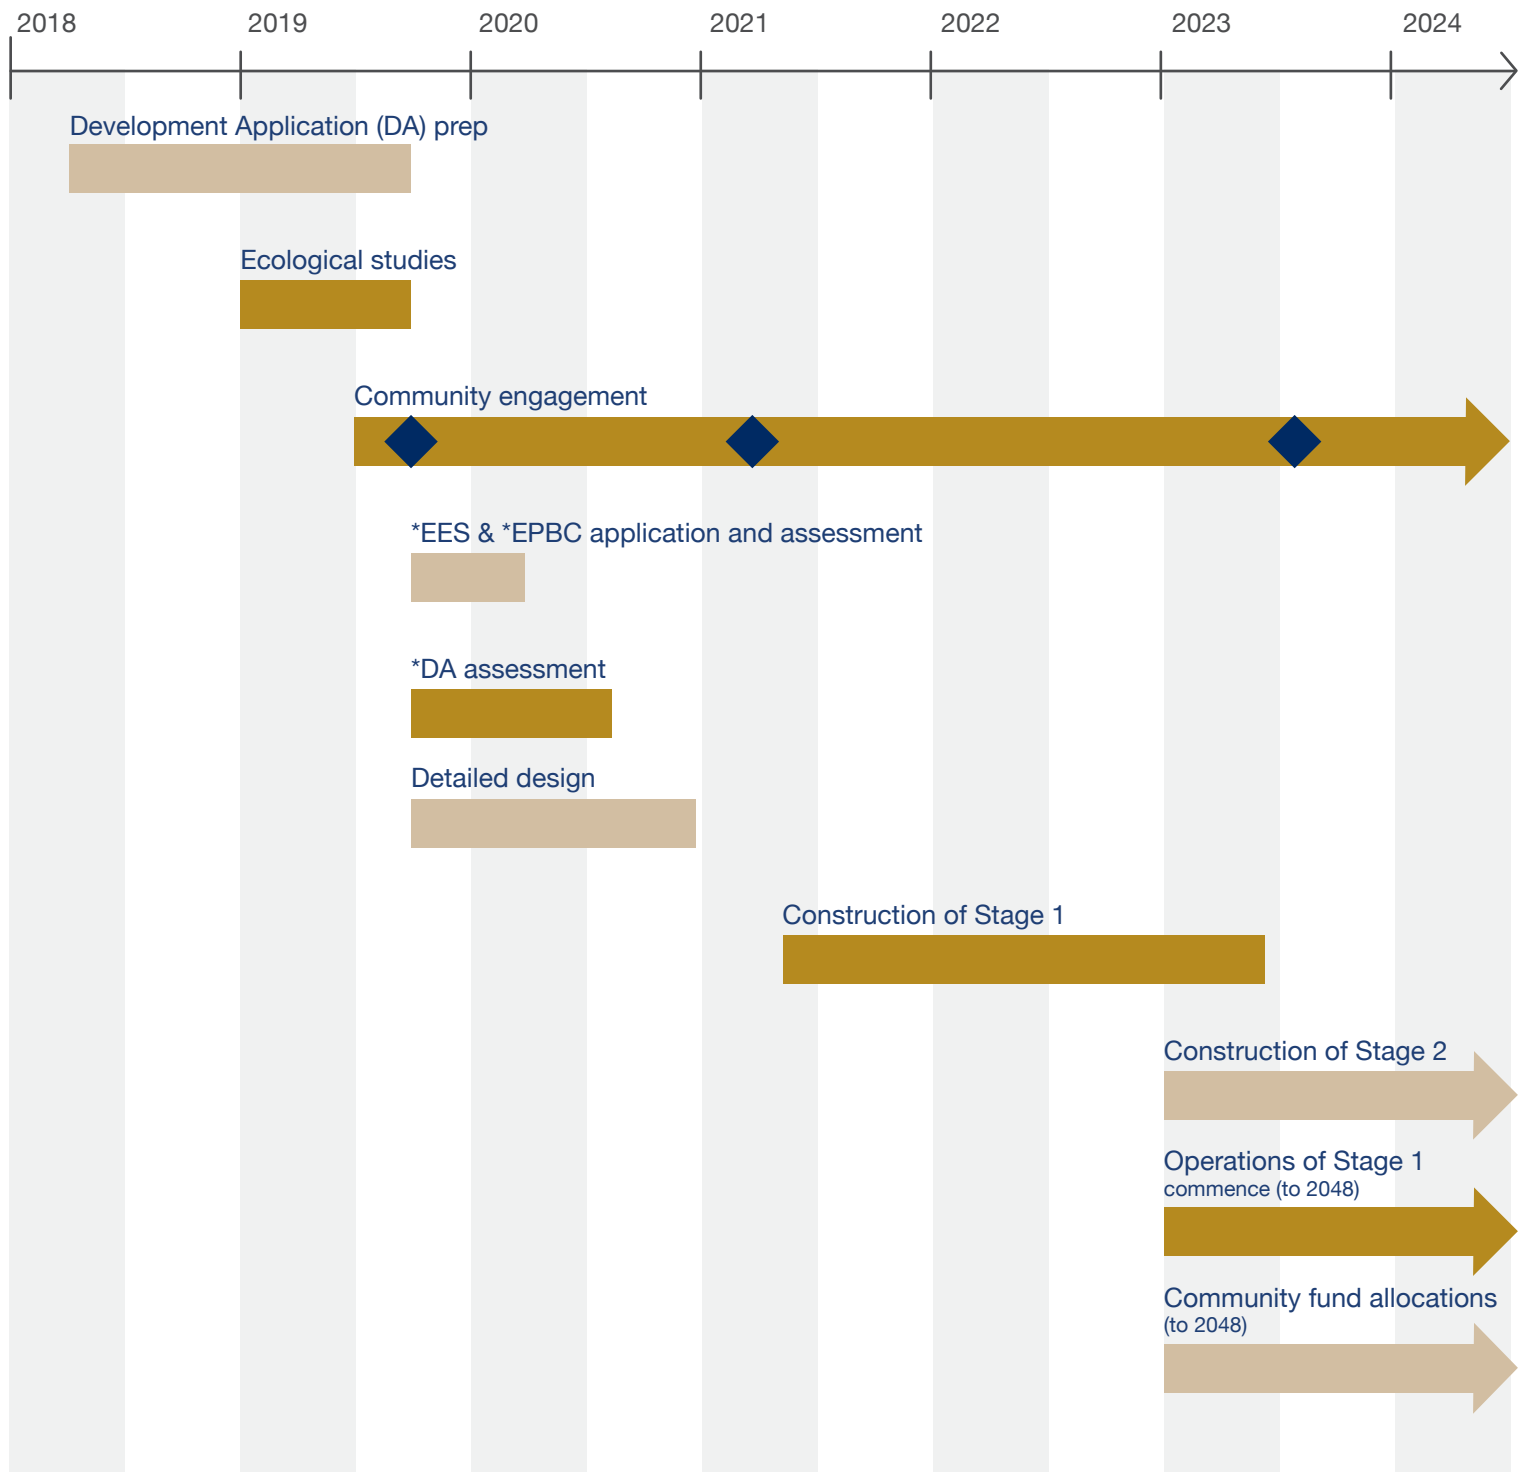 2018 2019 2020 2021 2022 2023 2024
Development Application (DA) prep
Ecological studies
Community engagement
*EES & *EPBC application and assessment
*DA assessment
Detailed design
Construction of Stage 1
Construction of Stage 2
Operations of Stage 1
commence (to 2048)
Community fund allocations
(to 2048)